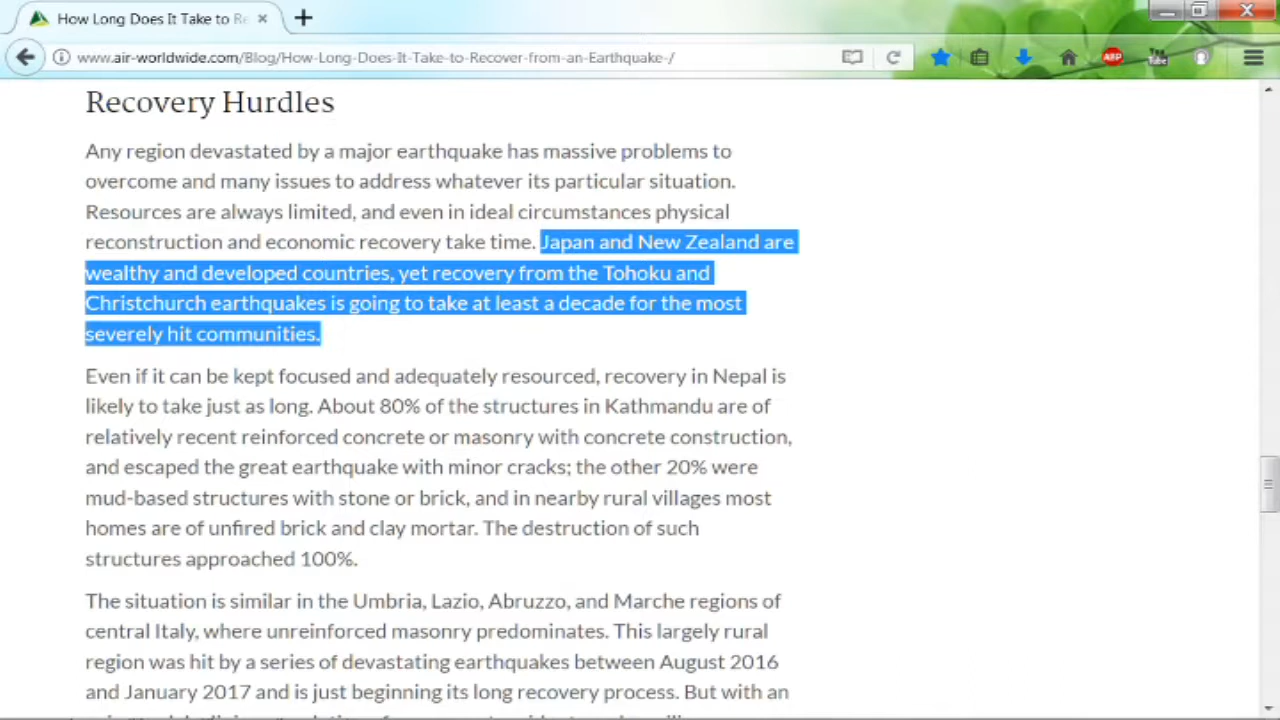 How Long Does It Take to Re
www.air-worldwide.com/Blog/How-Long-Does-It-Take-to-Recover-from-an-Earthquake-/
ABP
You
Tube
Recovery Hurdles
Any region devastated by a major earthquake has massive problems to
overcome and many issues to address whatever its particular situation.
Resources are always limited, and even in ideal circumstances physical
reconstruction and economic recovery take time. Japan and New Zealand are
wealthy and developed countries, yet recovery from the Tohoku and
Christchurch earthquakes is going to take at least a decade for the most
severely hit communities.
Even if it can be kept focused and adequately resourced, recovery in Nepal is
likely to take just as long. About 80% of the structures in Kathmandu are of
relatively recent reinforced concrete or masonry with concrete construction,
and escaped the great earthquake with minor cracks; the other 20% were
mud-based structures with stone or brick, and in nearby rural villages most
homes are of unfired brick and clay mortar. The destruction of such
structures approached 100%.
The situation is similar in the Umbria, Lazio, Abruzzo, and Marche regions of
central Italy, where unreinforced masonry predominates. This largely rural
region was hit by a series of devastating earthquakes between August 2016
and January 2017 and is just beginning its long recovery process. But with an